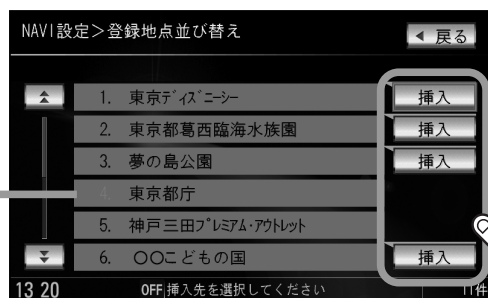 NAVI設定＞登録地点並び替え
戻る
1. 東京ﾃﾞｨｽﾞﾆｰｼｰ 挿入
2. 東京都葛西臨海水族園 挿入
3. 夢の島公園 挿入
4. 東京都庁
5. 神戸三田ﾌﾟﾚﾐｱﾑ・ｱｳﾄﾚｯﾄ
6. ○○こどもの国 挿入
13 20 OFF 挿入先を選択してください 11件